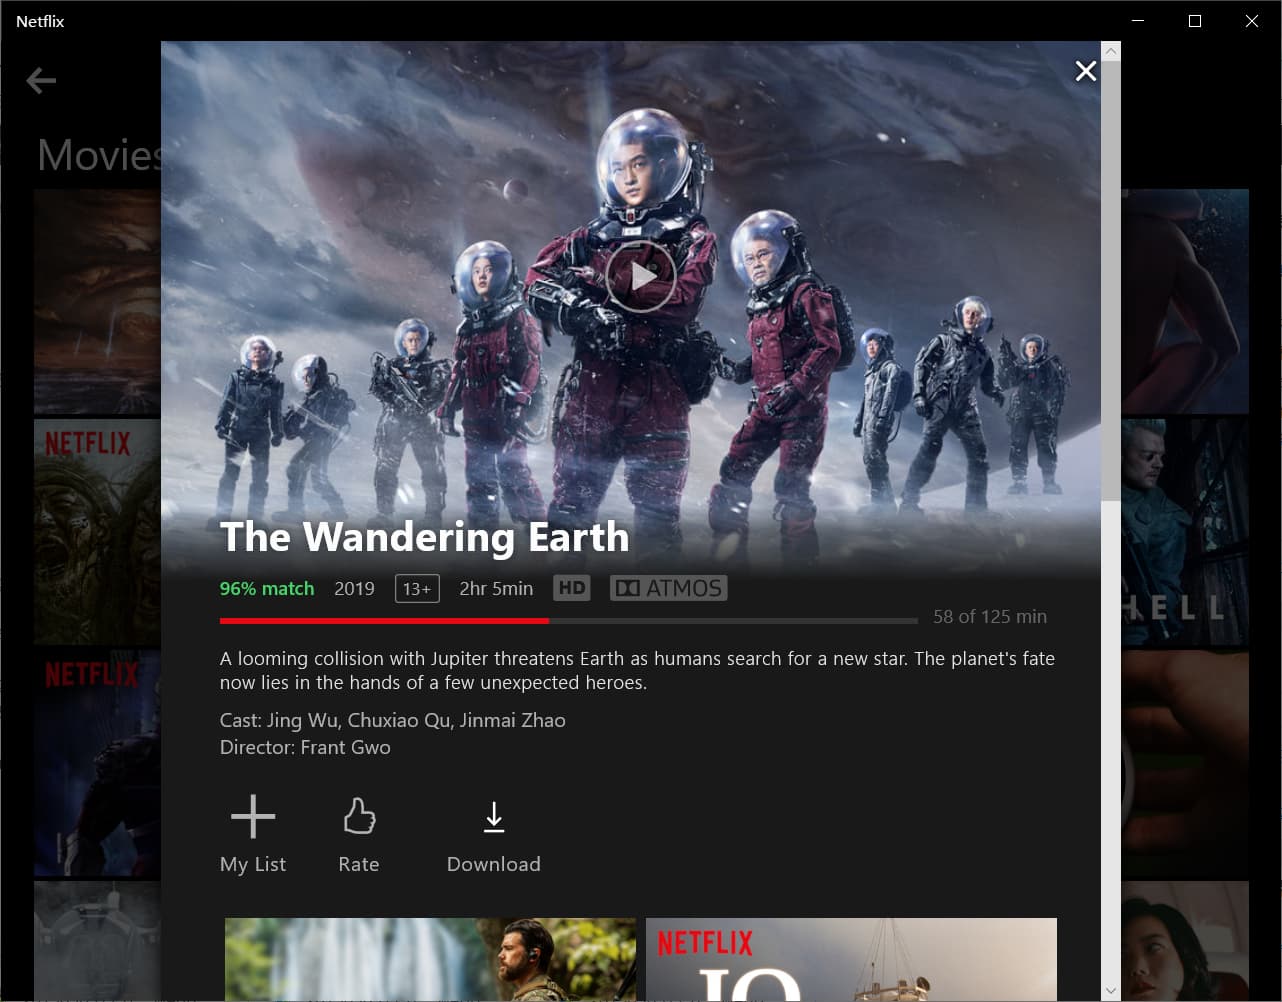 Netflix
Movies
NETFLIX
NETFLIX
HELL
The Wandering Earth
96% match 2019 13+ 2hr 5min HD ATMOS
58 of 125 min
A looming collision with Jupiter threatens Earth as humans search for a new star. The planet's fate
now lies in the hands of a few unexpected heroes.
Cast: Jing Wu, Chuxiao Qu, Jinmai Zhao
Director: Frant Gwo
My List Rate Download
NETFLIX
IO